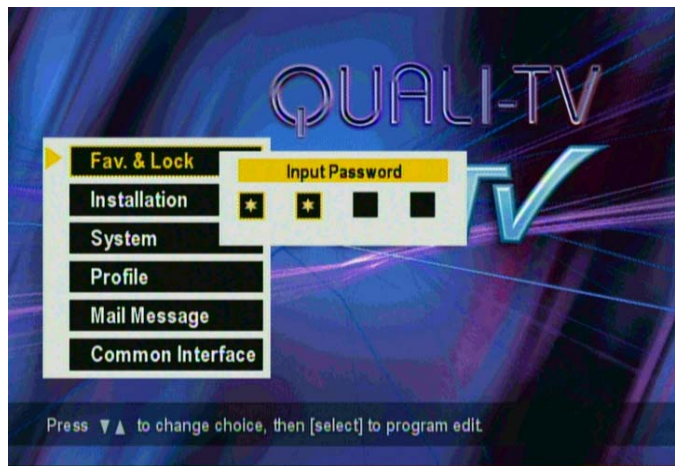 QUALI-TV
TV
Fav. & Lock
Input Password
* *
Installation
System
Profile
Mail Message
Common Interface
Press ▼▲ to change choice, then [select] to program edit.